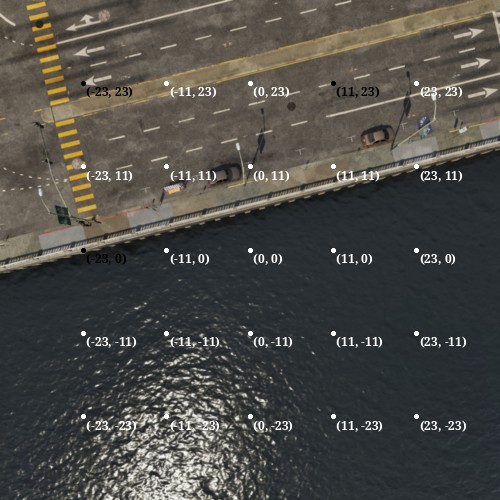 (-23, 23) (-11, 23) (0, 23) (11, 23) (23, 23)
(-23, 11) (-11, 11) (0, 11) (11, 11) (23, 11)
(-23, 0) (-11, 0) (0, 0) (11, 0) (23, 0)
(-23, -11) (-11, -11) (0, -11) (11, -11) (23, -11)
(-23, -23) (-11, -23) (0, -23) (11, -23) (23, -23)